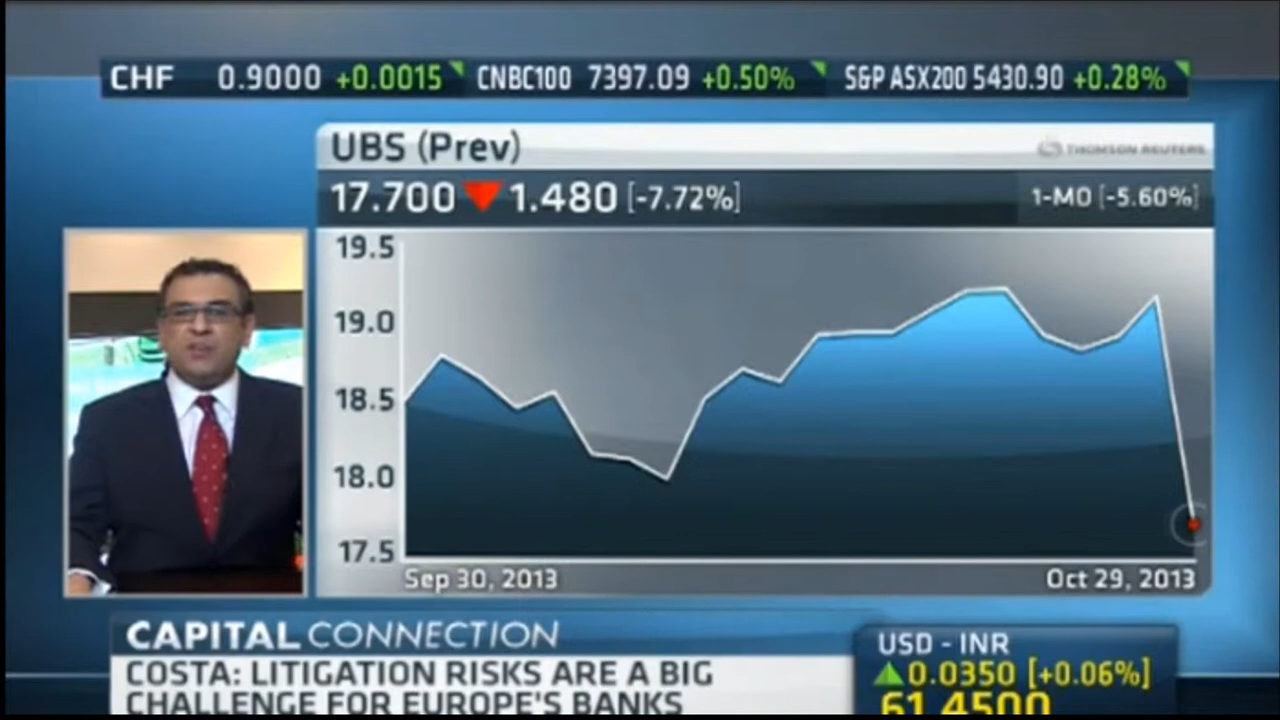 CHF 0.9000 +0.0015 CNBC100 7397.09 +0.50% S&P ASX200 5430.90 +0.28%
UBS (Prev) THOMSON REUTERS
17.700 1.480 [-7.72%] 1-MO [-5.60%]
19.5
19.0
18.5
18.0
17.5
Sep 30, 2013 Oct 29, 2013
CAPITAL CONNECTION
COSTA: LITIGATION RISKS ARE A BIG
CHALLENGE FOR EUROPE'S BANKS
USD - INR
0.0350 [+0.06%]
61.4500